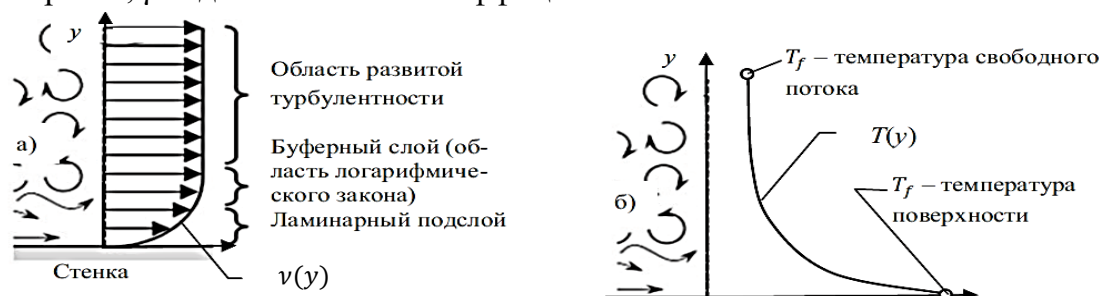 y
Область развитой
турбулентности
а)
Буферный слой (об-
ласть логарифмиче-
ского закона)
Ламинарный подслой
Стенка
v(y)
y
T_f – температура свободного
потока
T(y)
б)
T_f – температура
поверхности